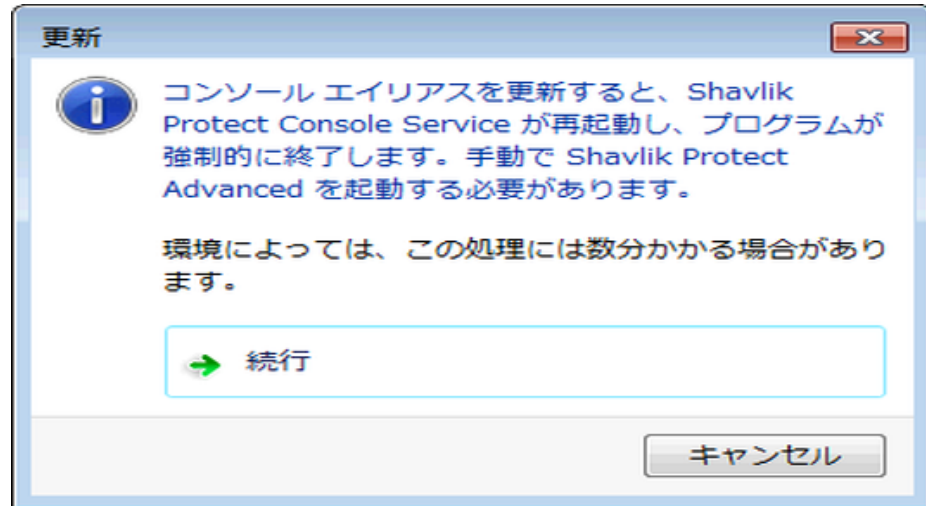 更新
コンソール エイリアスを更新すると、Shavlik
Protect Console Service が再起動し、プログラムが
強制的に終了します。手動で Shavlik Protect
Advanced を起動する必要があります。
環境によっては、この処理には数分かかる場合があり
ます。
続行
キャンセル